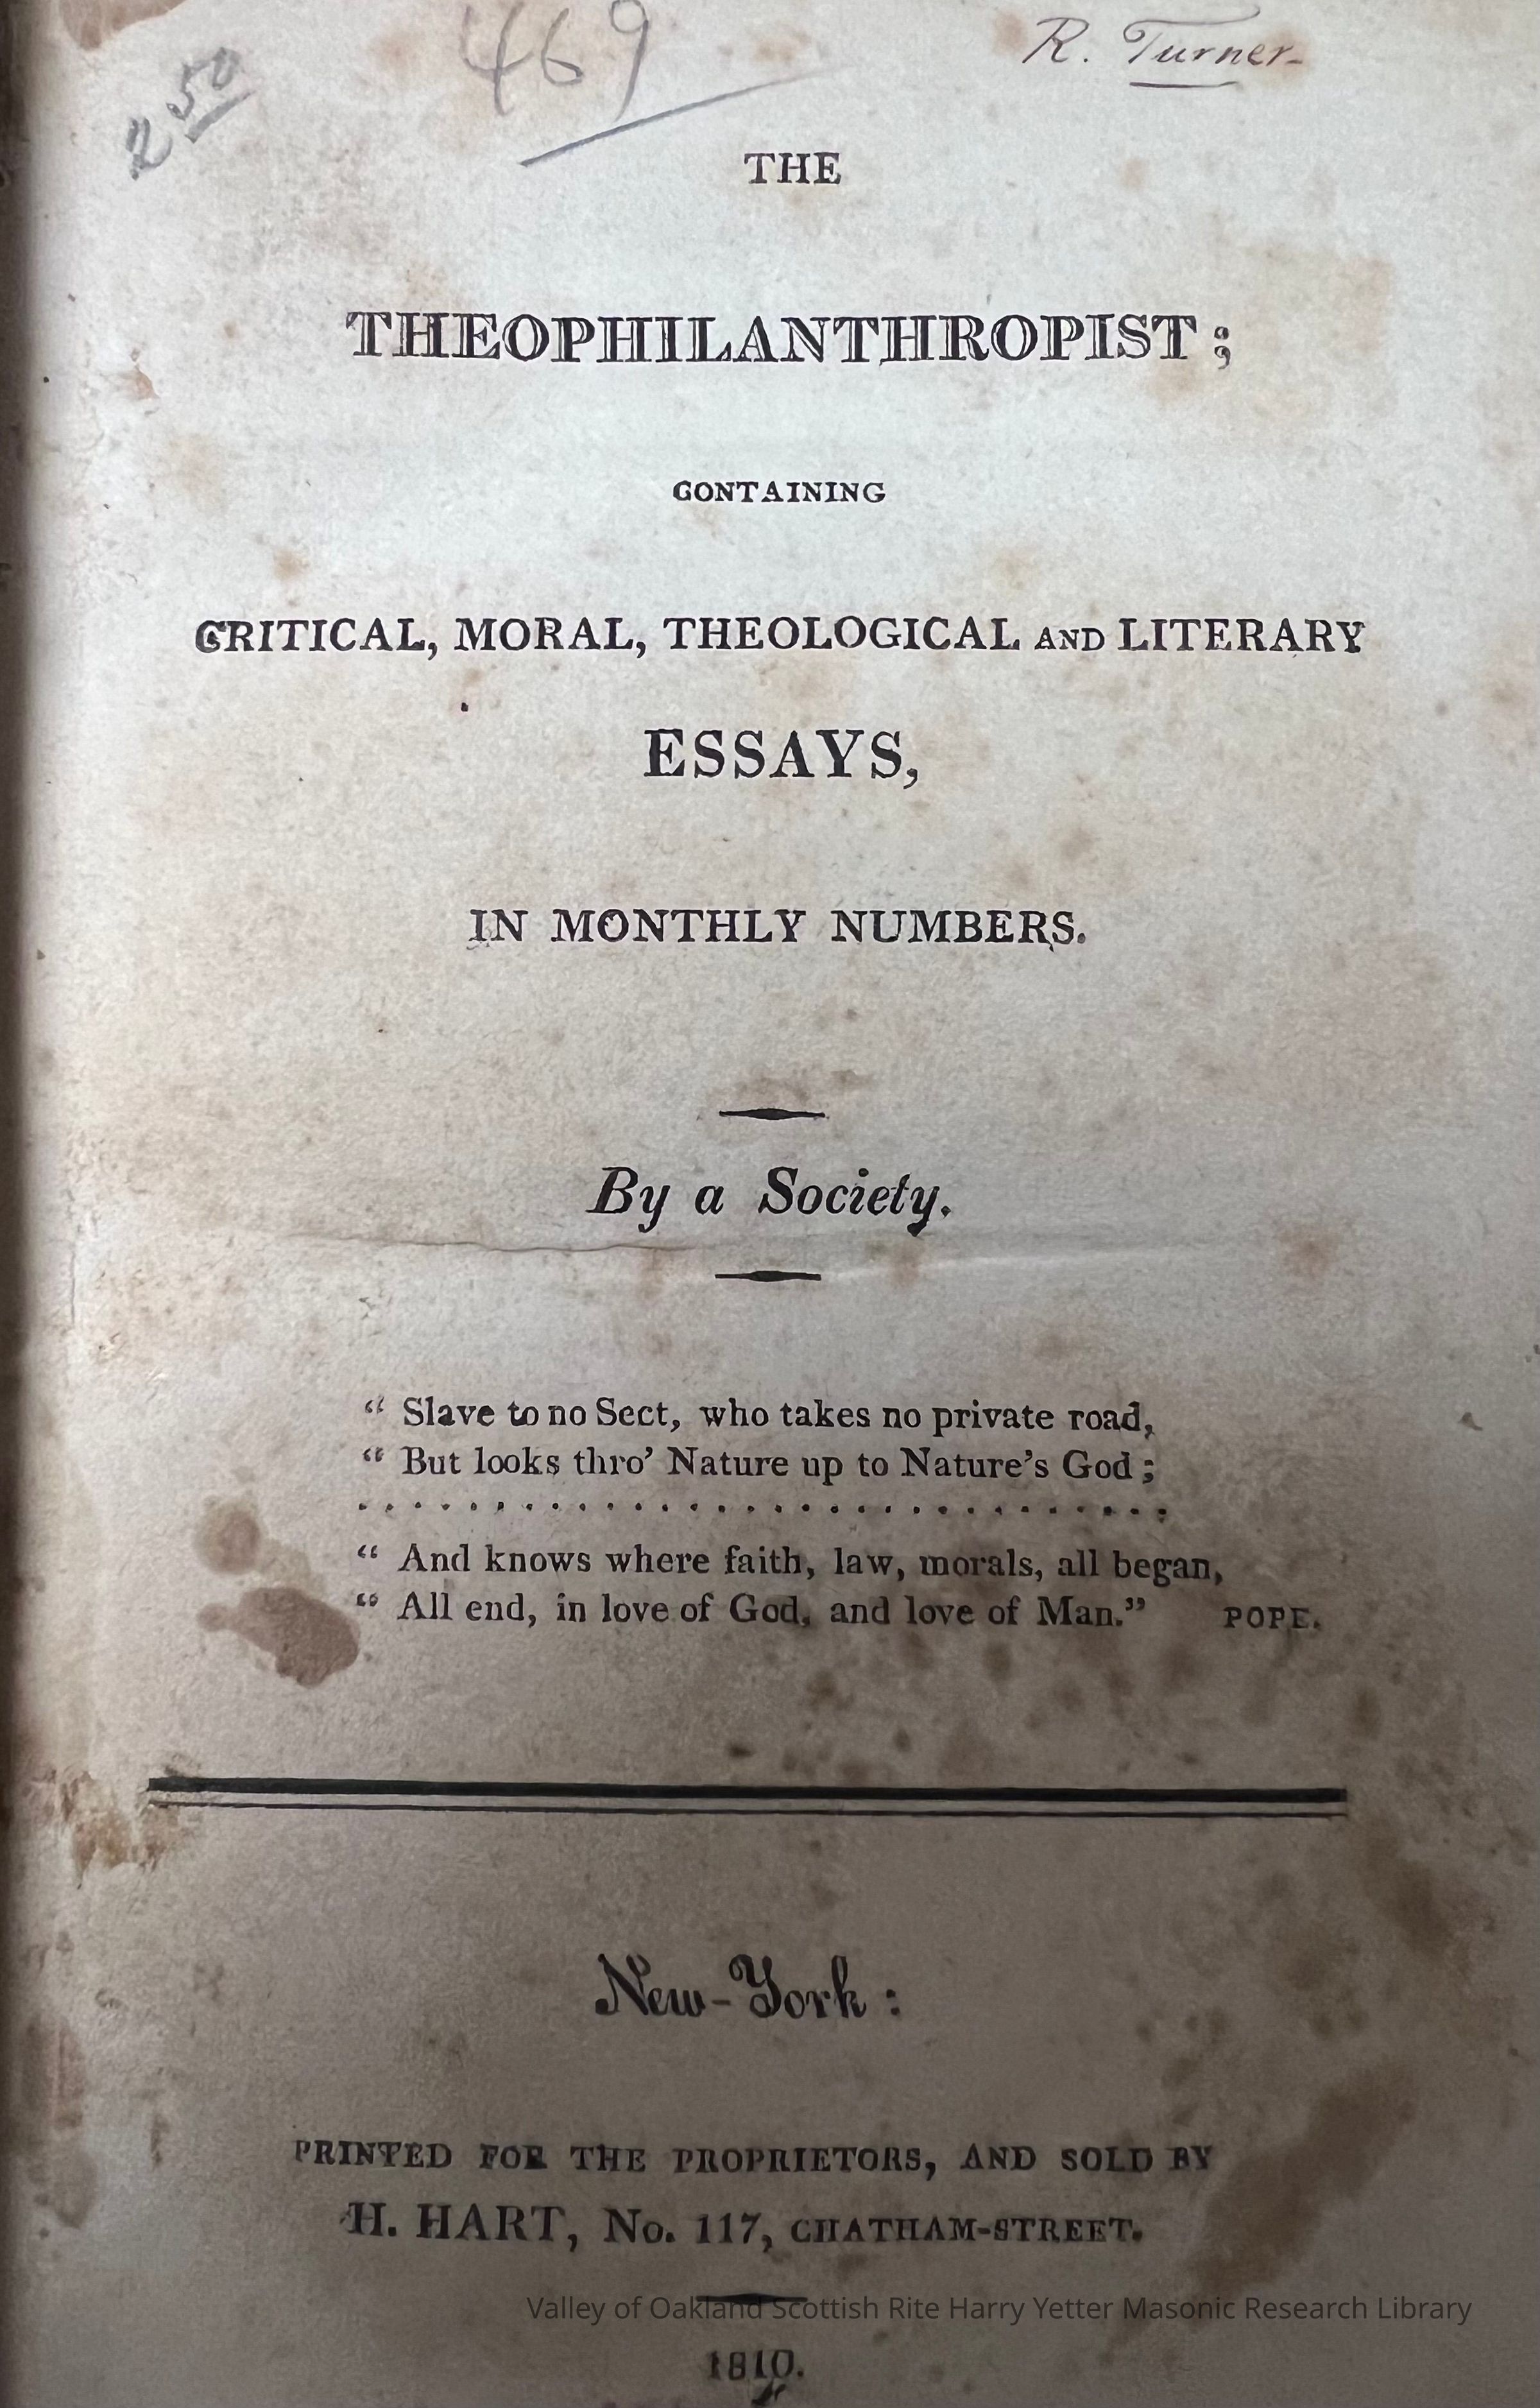 2 50
469
R. Turner
THE
THEOPHILANTHROPIST;
CONTAINING
CRITICAL, MORAL, THEOLOGICAL AND LITERARY
ESSAYS,
IN MONTHLY NUMBERS.
By a Society.
“ Slave to no Sect, who takes no private road,
“ But looks thro’ Nature up to Nature’s God;
. . . . . . . . . . . . . . . . . . . . . . . . . . . . . .
“ And knows where faith, law, morals, all began,
“ All end, in love of God, and love of Man.” POPE.
New-York:
PRINTED FOR THE PROPRIETORS, AND SOLD BY
H. HART, No. 117, CHATHAM-STREET.
Valley of Oakland Scottish Rite Harry Yetter Masonic Research Library
1810.